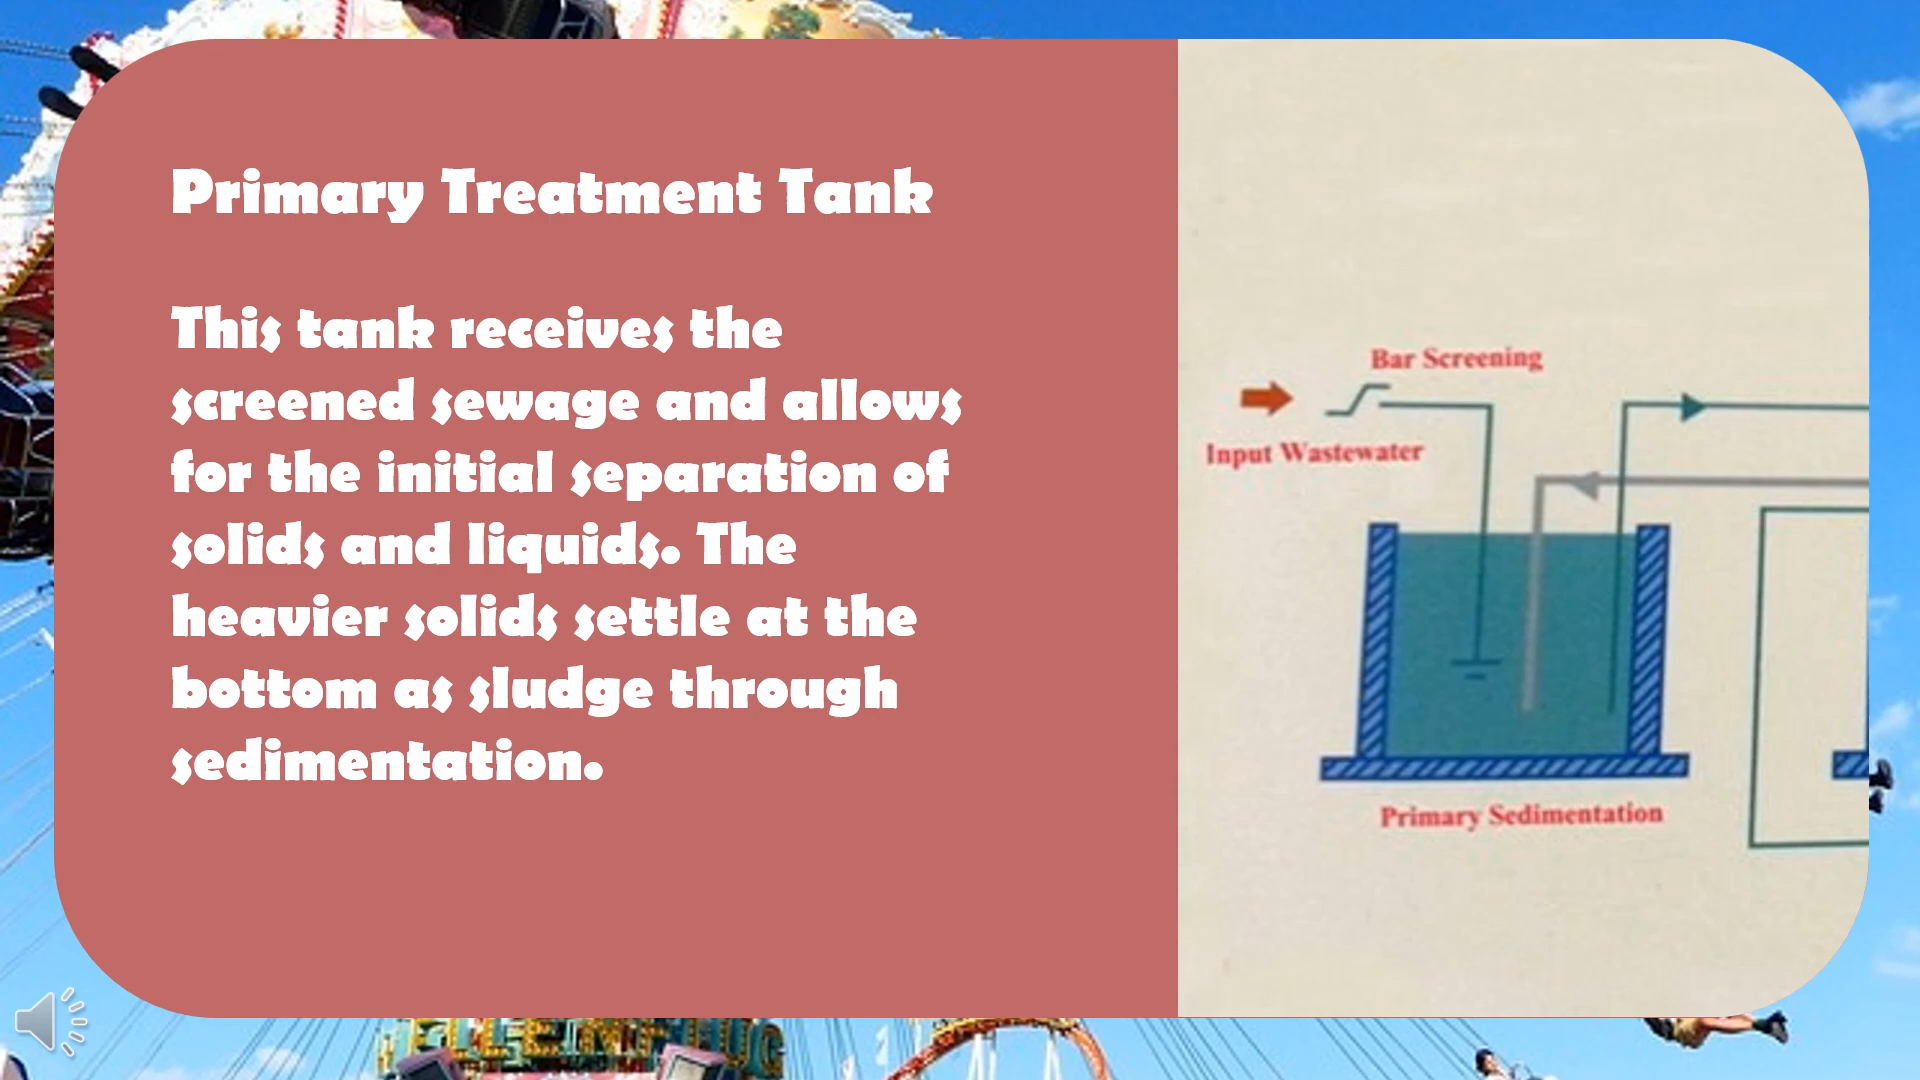 Primary Treatment Tank
This tank receives the
screened sewage and allows
for the initial separation of
solids and liquids. The
heavier solids settle at the
bottom as sludge through
sedimentation.
Bar Screening
Input Wastewater
Primary Sedimentation